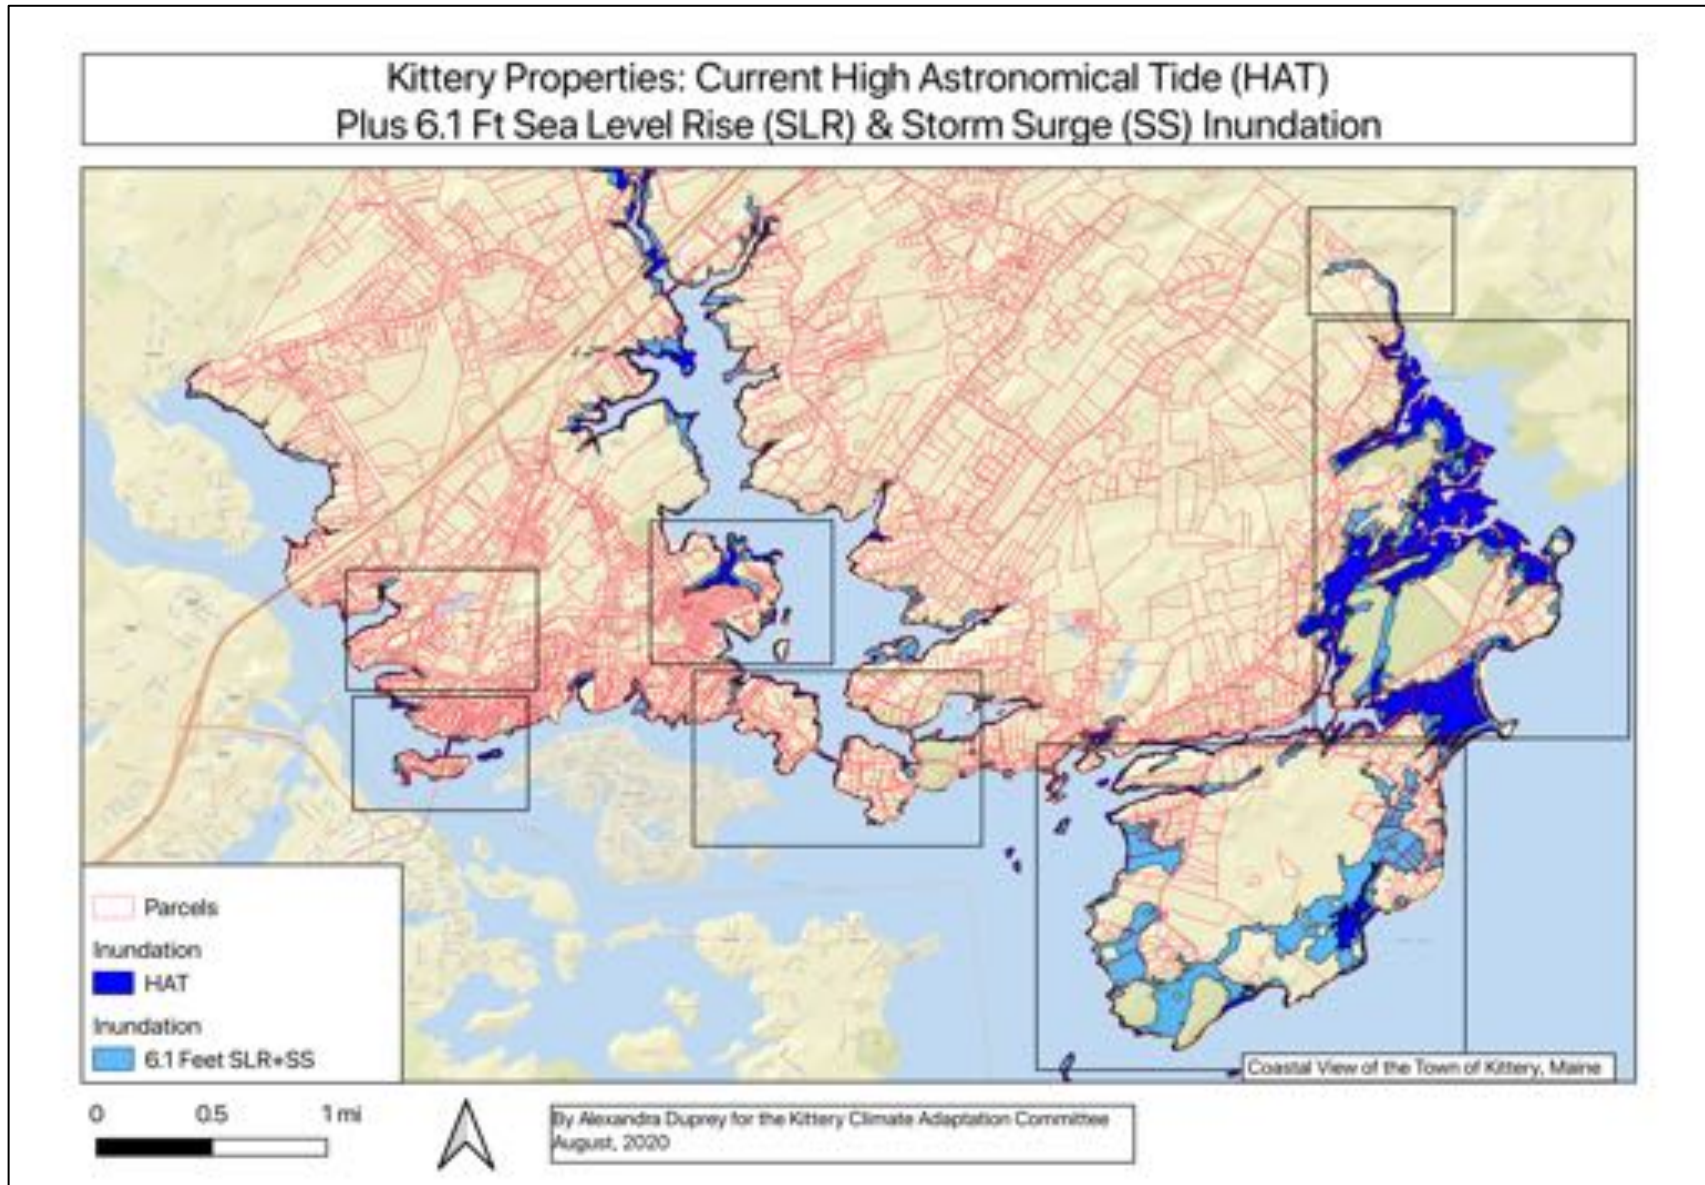 Kittery Properties: Current High Astronomical Tide (HAT)
Plus 6.1 Ft Sea Level Rise (SLR) & Storm Surge (SS) Inundation
Parcels
Inundation
HAT
Inundation
6.1 Feet SLR+SS
Coastal View of the Town of Kittery, Maine
0 0.5 1 mi
By Alexandra Duprey for the Kittery Climate Adaptation Committee
August, 2020